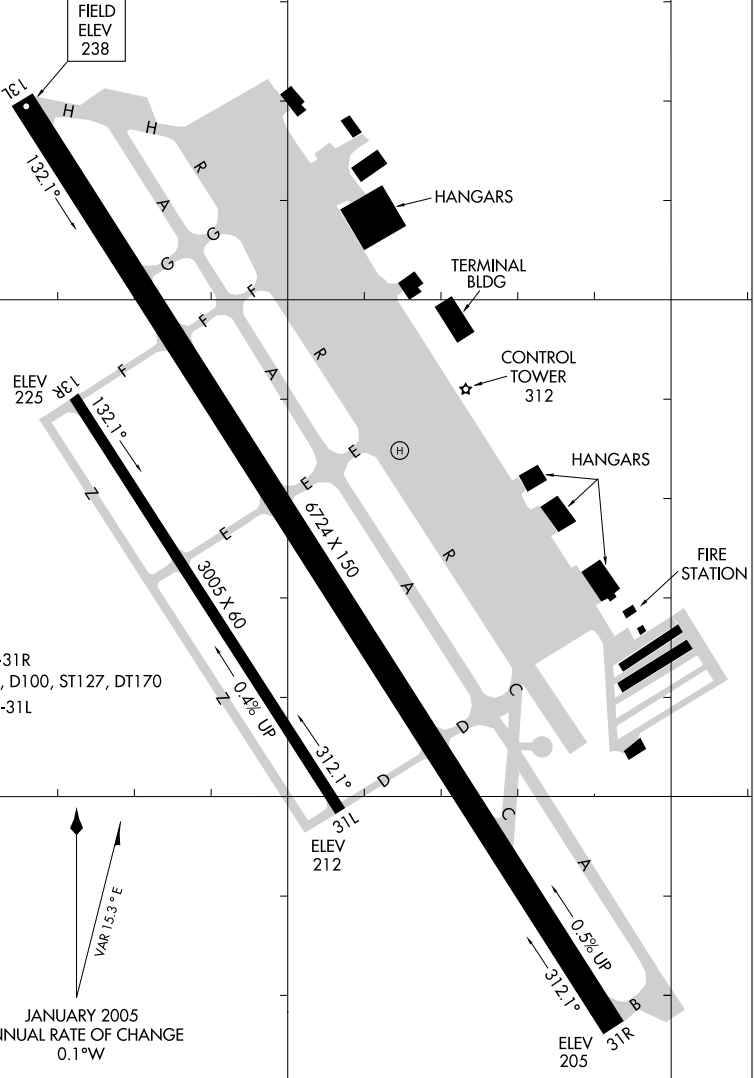 FIELD
ELEV
238
13L
H
H
R
132.1°
A
HANGARS
G
G
TERMINAL
BLDG
F
F
R
CONTROL
TOWER
312
F
A
ELEV
225
13R
132.1°
H
E
HANGARS
Z
E
6724 X 150
E
R
FIRE
STATION
3005 X 60
A
-31R
, D100, ST127, DT170
-31L
Z
0.4% UP
C
D
312.1°
D
31L
C
ELEV
212
A
VAR 15.3° E
0.5% UP
312.1°
B
JANUARY 2005
NNUAL RATE OF CHANGE
0.1°W
ELEV
205
31R